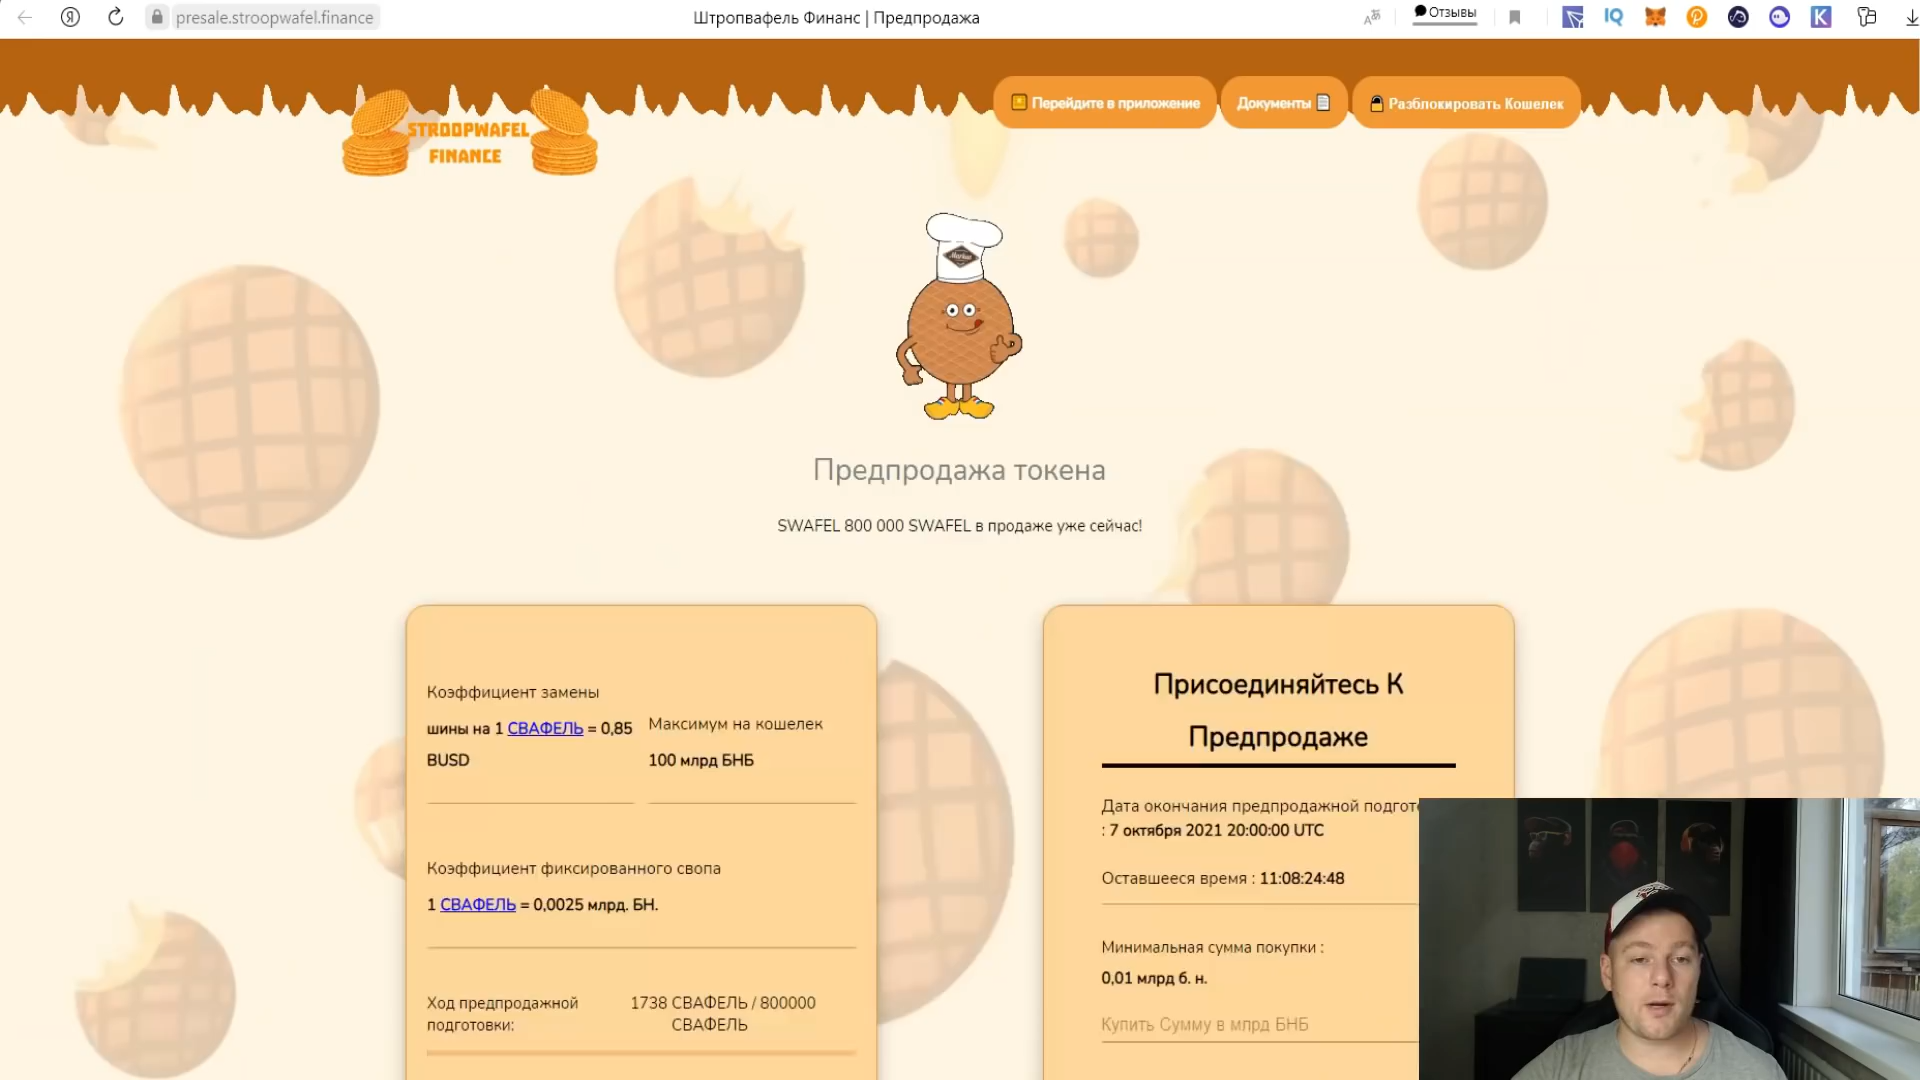 presale.stroopwafel.finance
Штропвафель Финанс | Предпродажа
Отзывы
STROOPWAFEL
FINANCE
Перейдите в приложение
Документы
Разблокировать Кошелек
Предпродажа токена
SWAFEL 800 000 SWAFEL в продаже уже сейчас!
Коэффициент замены
шины на 1 СВАФЕЛЬ = 0,85
BUSD
Максимум на кошелек
100 млрд БНБ
Коэффициент фиксированного свопа
1 СВАФЕЛЬ = 0,0025 млрд. БН.
Ход предпродажной
подготовки:
1738 СВАФЕЛЬ / 800000
СВАФЕЛЬ
Присоединяйтесь К
Предпродаже
Дата окончания предпродажной подгото
: 7 октября 2021 20:00:00 UTC
Оставшееся время : 11:08:24:48
Минимальная сумма покупки :
0,01 млрд б. н.
Купить Сумму в млрд БНБ